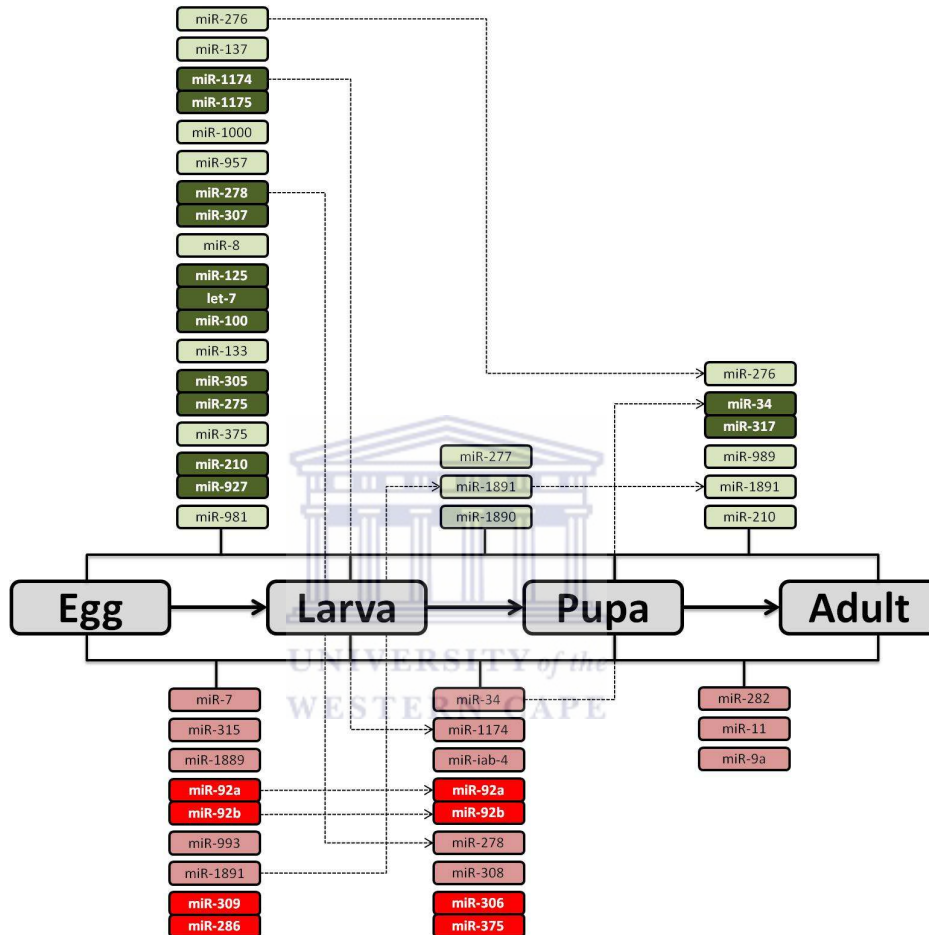 miR-276
miR-137
miR-1174
miR-1175
miR-1000
miR-957
miR-278
miR-307
miR-8
miR-125
let-7
miR-100
miR-133
miR-305
miR-275
miR-375
miR-210
miR-927
miR-981
miR-277
miR-1891
miR-1890
miR-276
miR-34
miR-317
miR-989
miR-1891
miR-210
Egg
Larva
Pupa
Adult
UNIVERSITY of the
WESTERN CAPE
miR-7
miR-315
miR-1889
miR-92a
miR-92b
miR-993
miR-1891
miR-309
miR-286
miR-34
miR-1174
miR-iab-4
miR-92a
miR-92b
miR-278
miR-308
miR-306
miR-375
miR-282
miR-11
miR-9a